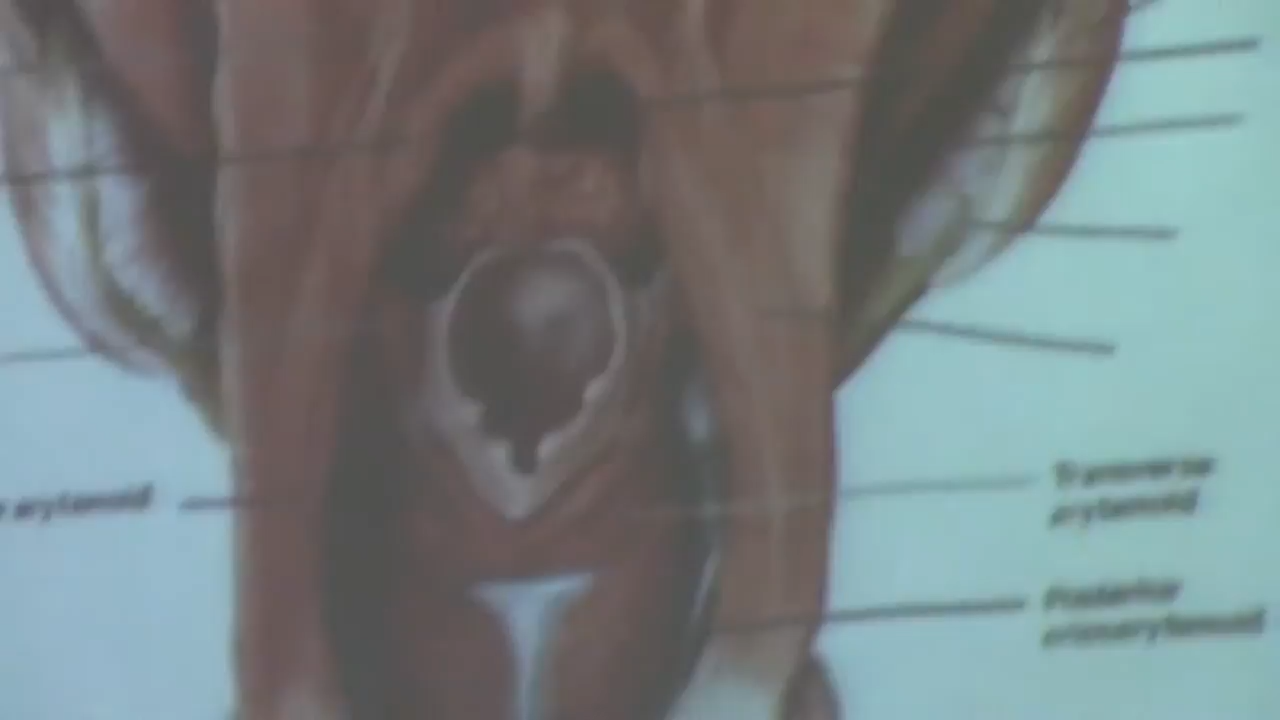 arytenoid
Transverse
arytenoid
Posterior
cricoarytenoid